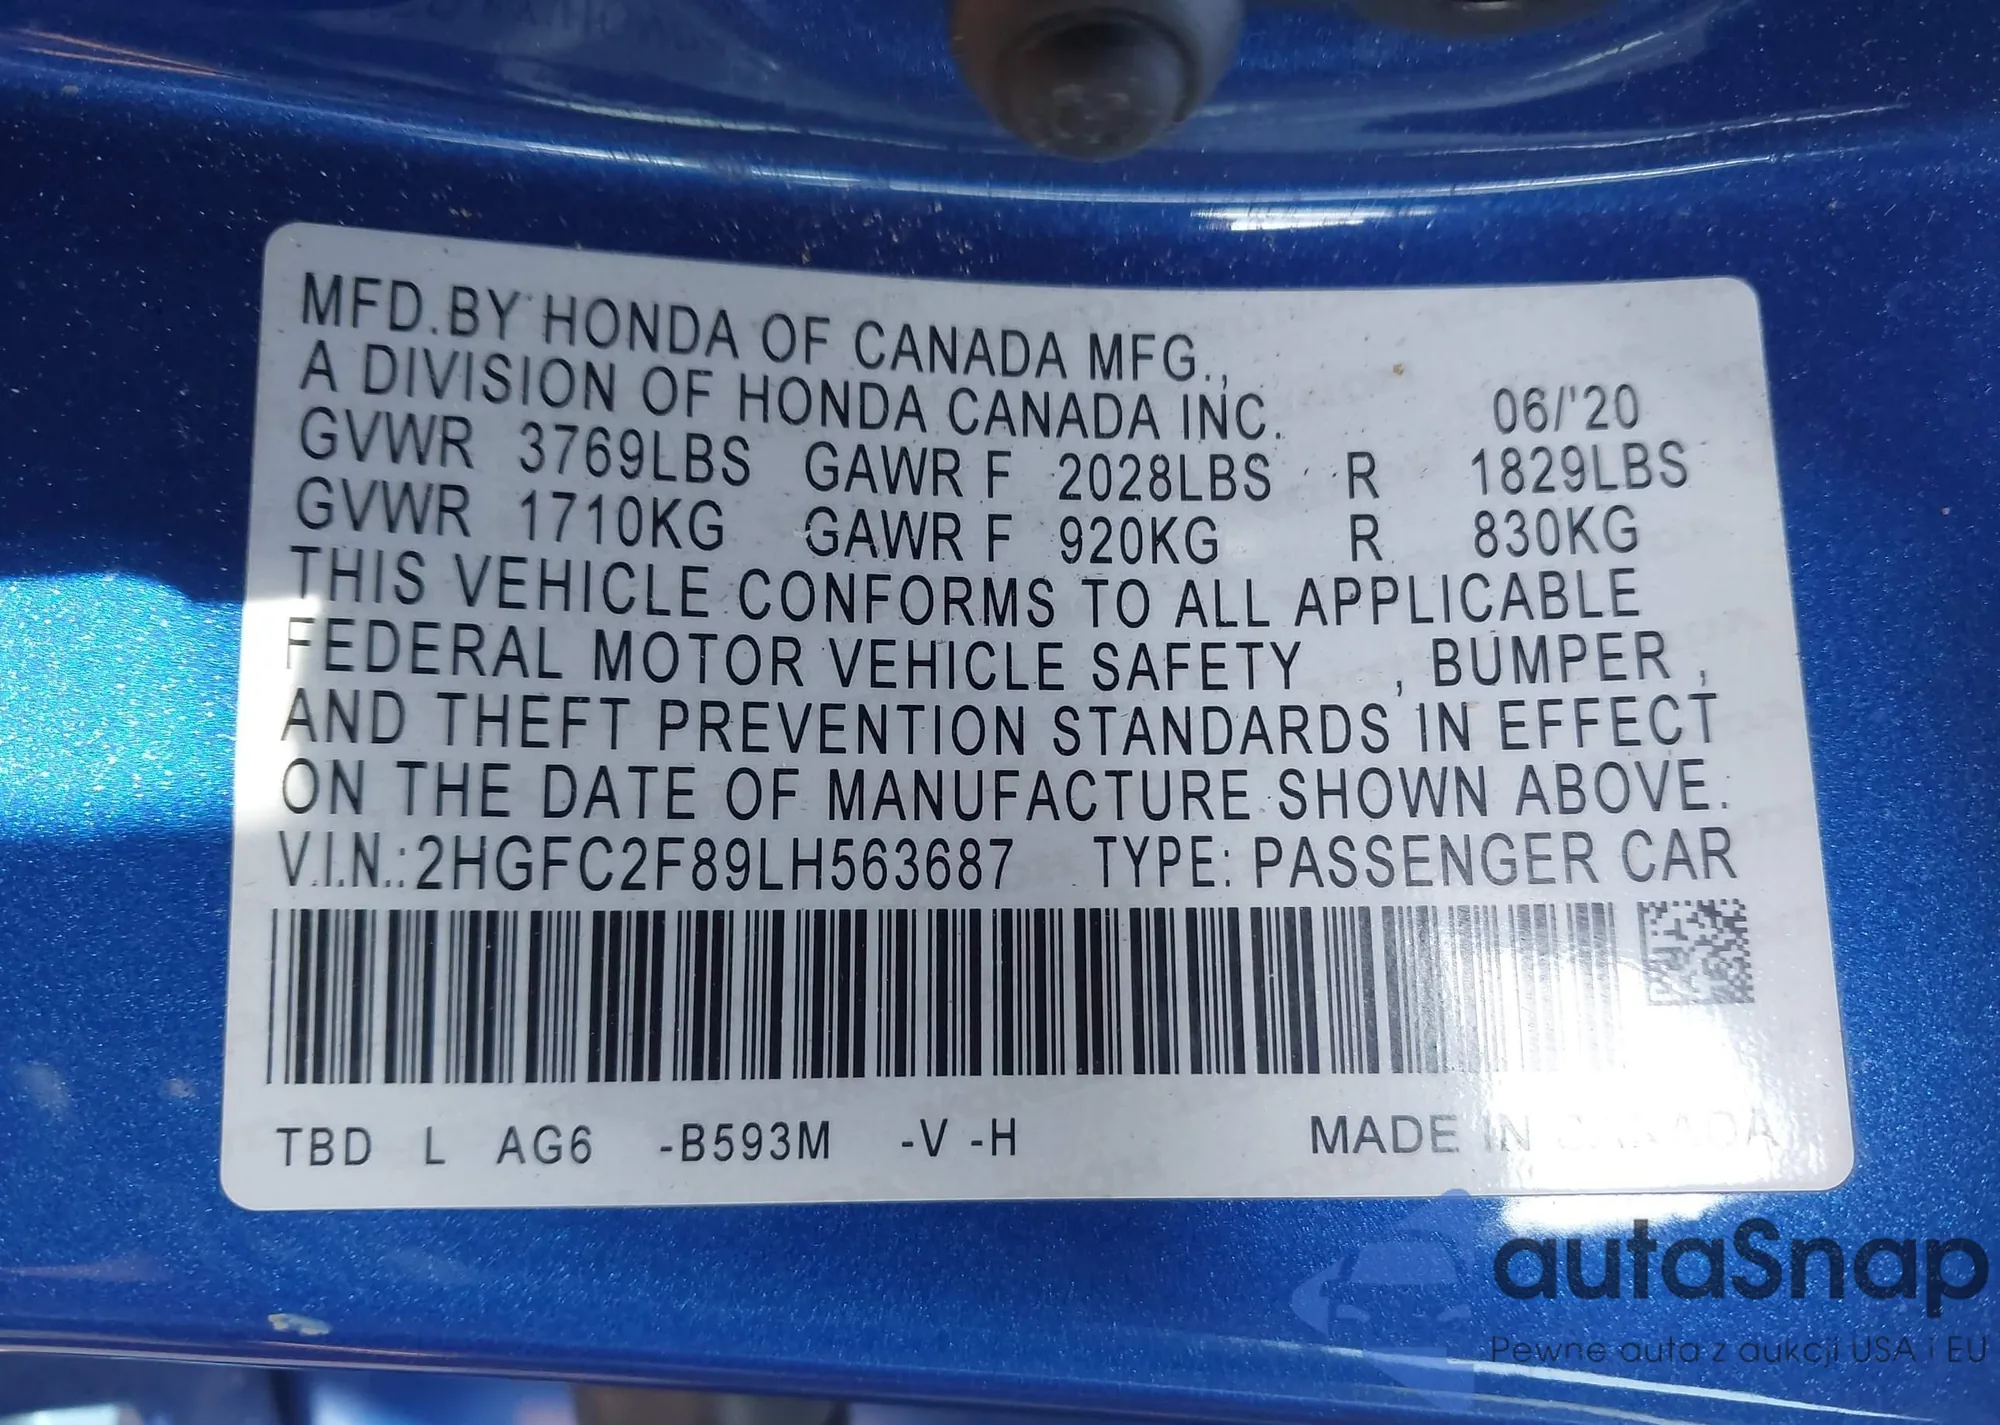 MFD.BY HONDA OF CANADA MFG.,
A DIVISION OF HONDA CANADA INC. 06/'20
GVWR 3769LBS GAWR F 2028LBS R 1829LBS
GVWR 1710KG GAWR F 920KG R 830KG
THIS VEHICLE CONFORMS TO ALL APPLICABLE
FEDERAL MOTOR VEHICLE SAFETY , BUMPER ,
AND THEFT PREVENTION STANDARDS IN EFFECT
ON THE DATE OF MANUFACTURE SHOWN ABOVE.
V.I.N.:2HGFC2F89LH563687 TYPE: PASSENGER CAR
TBD L AG6 -B593M -V -H MADE IN CANADA
autaSnap
Pewne auta z aukcji USA i EU